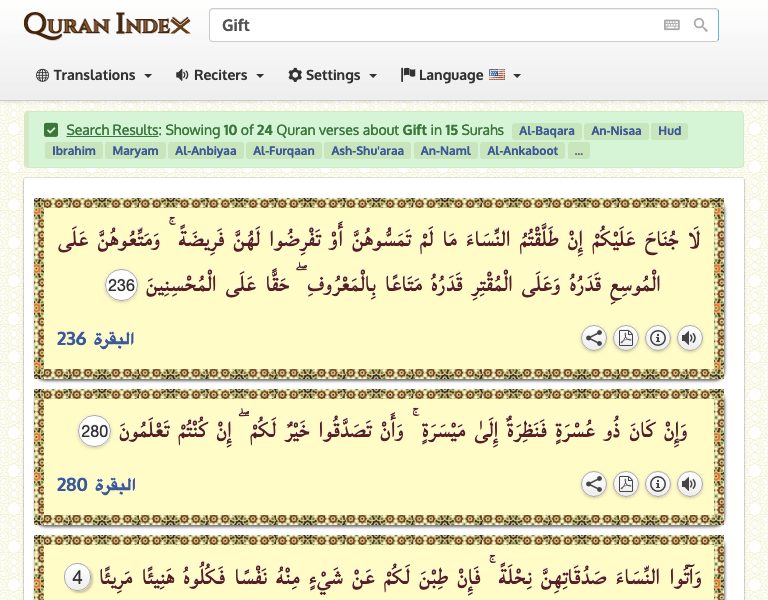 QURAN INDEX
Gift
Translations Reciters Settings Language
Search Results: Showing 10 of 24 Quran verses about Gift in 15 Surahs Al-Baqara An-Nisaa Hud
Ibrahim Maryam Al-Anbiyaa Al-Furqaan Ash-Shu'araa An-Naml Al-Ankaboot ...
لَا جُنَاحَ عَلَيْكُمْ إِنْ طَلَّقْتُمُ النِّسَاءَ مَا لَمْ تَمَسُّوهُنَّ أَوْ تَفْرِضُوا لَهُنَّ فَرِيضَةً ۚ وَمَتِّعُوهُنَّ عَلَى
الْمُوسِعِ قَدَرُهُ وَعَلَى الْمُقْتِرِ قَدَرُهُ مَتَاعًا بِالْمَعْرُوفِ ۖ حَقًّا عَلَى الْمُحْسِنِينَ 236
البقرة 236
وَإِنْ كَانَ ذُو عُسْرَةٍ فَنَظِرَةٌ إِلَىٰ مَيْسَرَةٍ ۚ وَأَنْ تَصَدَّقُوا خَيْرٌ لَكُمْ ۖ إِنْ كُنْتُمْ تَعْلَمُونَ 280
البقرة 280
وَآتُوا النِّسَاءَ صَدُقَاتِهِنَّ نِحْلَةً ۚ فَإِنْ طِبْنَ لَكُمْ عَنْ شَيْءٍ مِنْهُ نَفْسًا فَكُلُوهُ هَنِيئًا مَرِيئًا 4